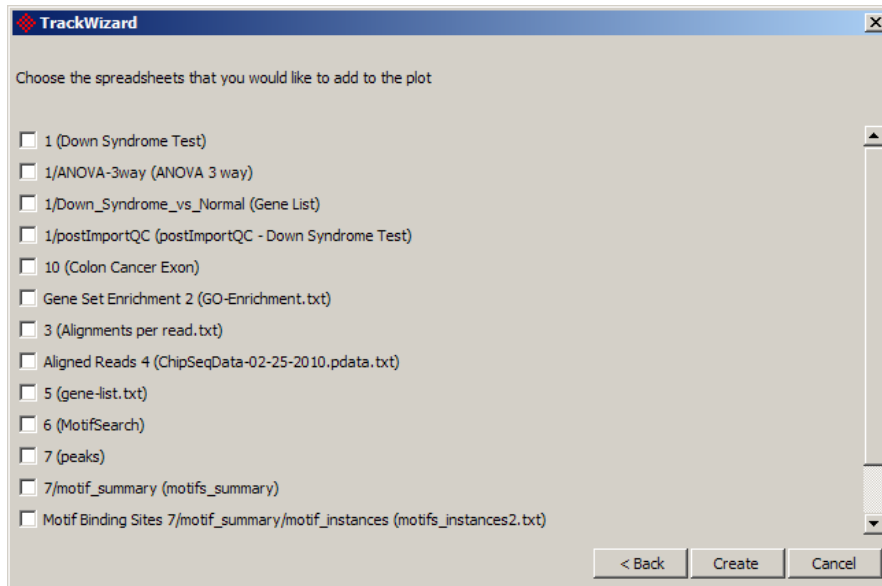 TrackWizard
Choose the spreadsheets that you would like to add to the plot
1 (Down Syndrome Test)
1/ANOVA-3way (ANOVA 3 way)
1/Down_Syndrome_vs_Normal (Gene List)
1/postImportQC (postImportQC - Down Syndrome Test)
10 (Colon Cancer Exon)
Gene Set Enrichment 2 (GO-Enrichment.txt)
3 (Alignments per read.txt)
Aligned Reads 4 (ChipSeqData-02-25-2010.pdata.txt)
5 (gene-list.txt)
6 (MotifSearch)
7 (peaks)
7/motif_summary (motifs_summary)
Motif Binding Sites 7/motif_summary/motif_instances (motifs_instances2.txt)
< Back Create Cancel